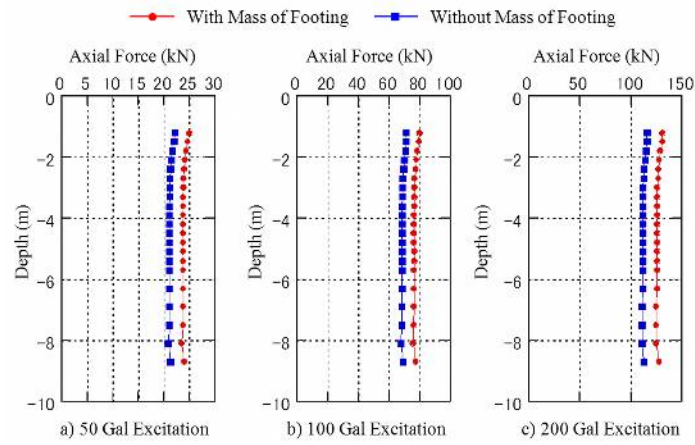 With Mass of Footing Without Mass of Footing
Axial Force (kN) Axial Force (kN) Axial Force (kN)
0 5 10 15 20 25 30 0 20 40 60 80 100 0 50 100 150
0 0 0
−2 −2 −2
−4 −4 −4
Depth (m) Depth (m) Depth (m)
−6 −6 −6
−8 −8 −8
−10 −10 −10
a) 50 Gal Excitation b) 100 Gal Excitation c) 200 Gal Excitation